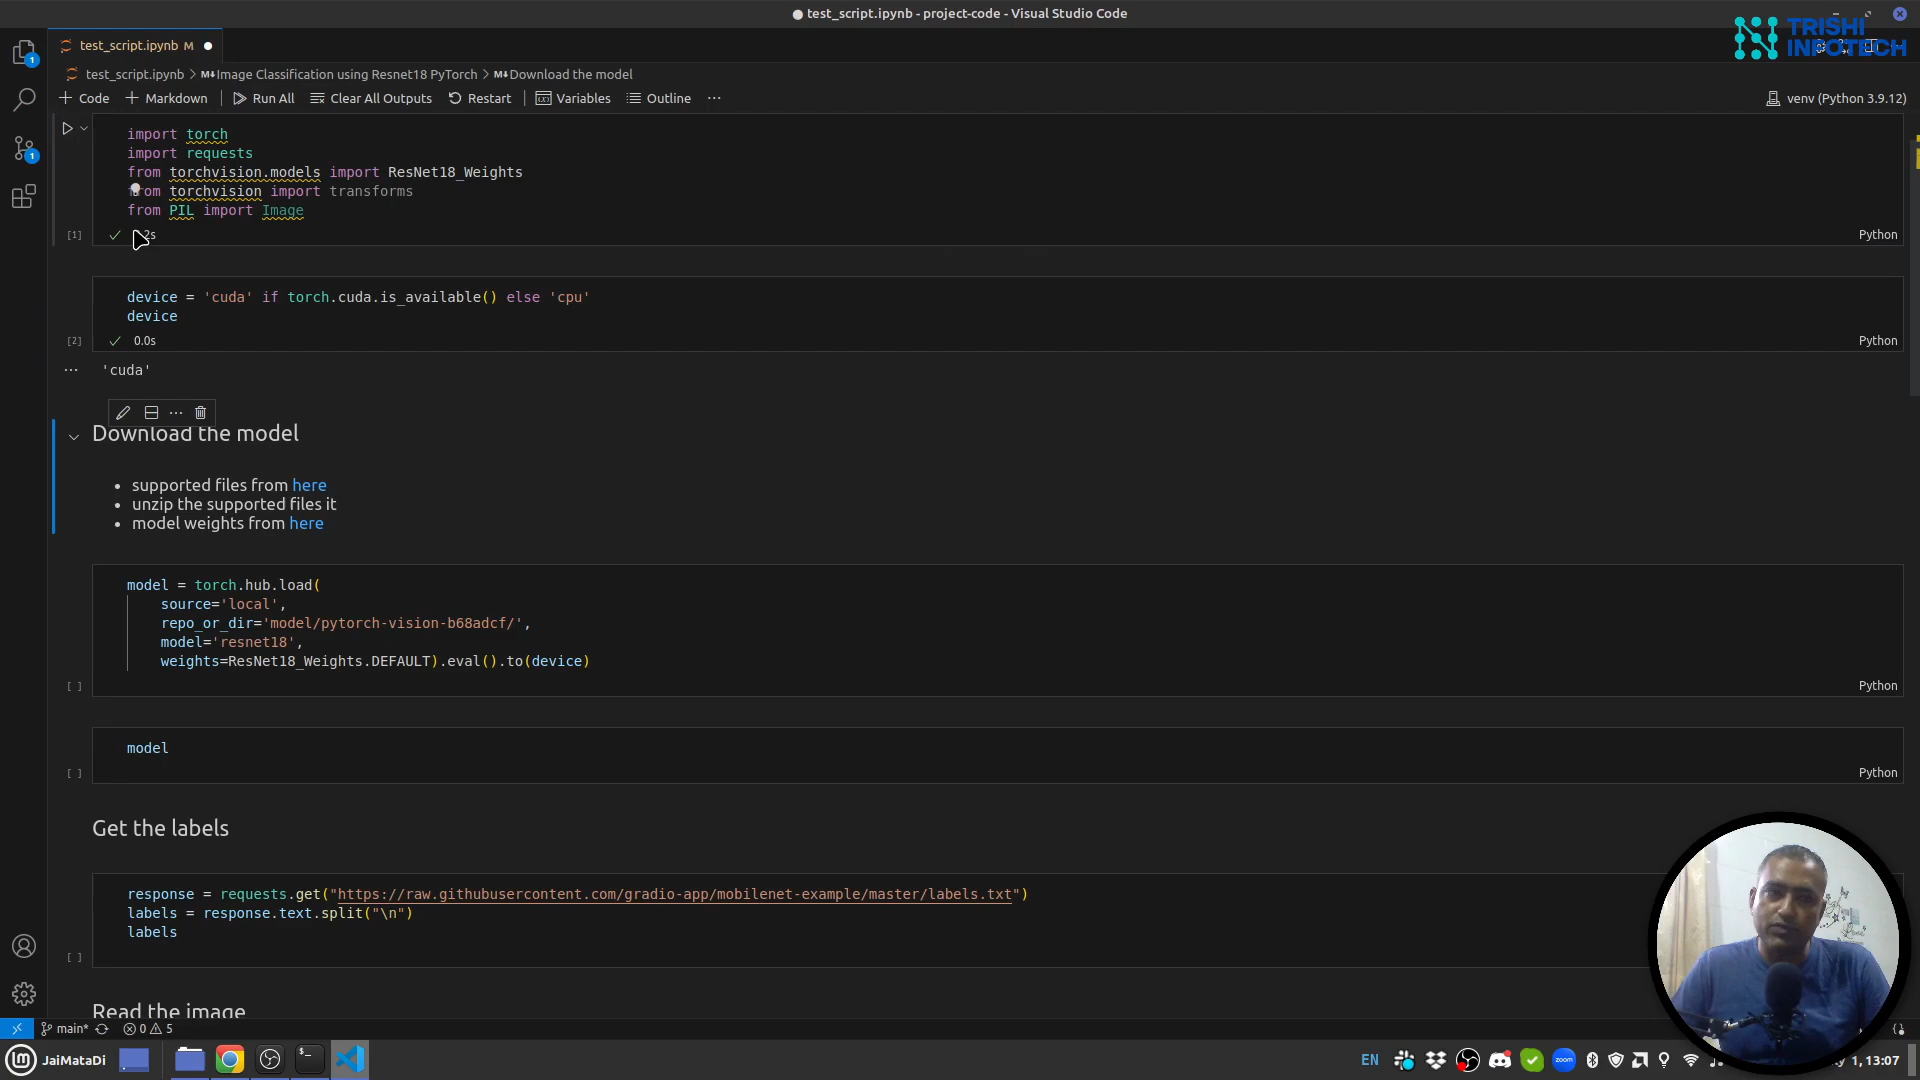 test_script.ipynb - project-code - Visual Studio Code
TRISHI
INFOTECH
test_script.ipynb M
test_script.ipynb > M↓Image Classification using Resnet18 PyTorch > M↓Download the model
+ Code + Markdown Run All Clear All Outputs Restart Variables Outline ...
venv (Python 3.9.12)
import torch
import requests
from torchvision.models import ResNet18_Weights
from torchvision import transforms
from PIL import Image
[1]
Python
device = 'cuda' if torch.cuda.is_available() else 'cpu'
device
[2] 0.0s
Python
... 'cuda'
Download the model
• supported files from here
• unzip the supported files it
• model weights from here
model = torch.hub.load(
source='local',
repo_or_dir='model/pytorch-vision-b68adcf/',
model='resnet18',
weights=ResNet18_Weights.DEFAULT).eval().to(device)
[ ]
Python
model
[ ]
Python
Get the labels
response = requests.get("https://raw.githubusercontent.com/gradio-app/mobilenet-example/master/labels.txt")
labels = response.text.split("\n")
labels
[ ]
Read the image
main* 0 5
JaiMataDi
EN
zoom
1, 13:07